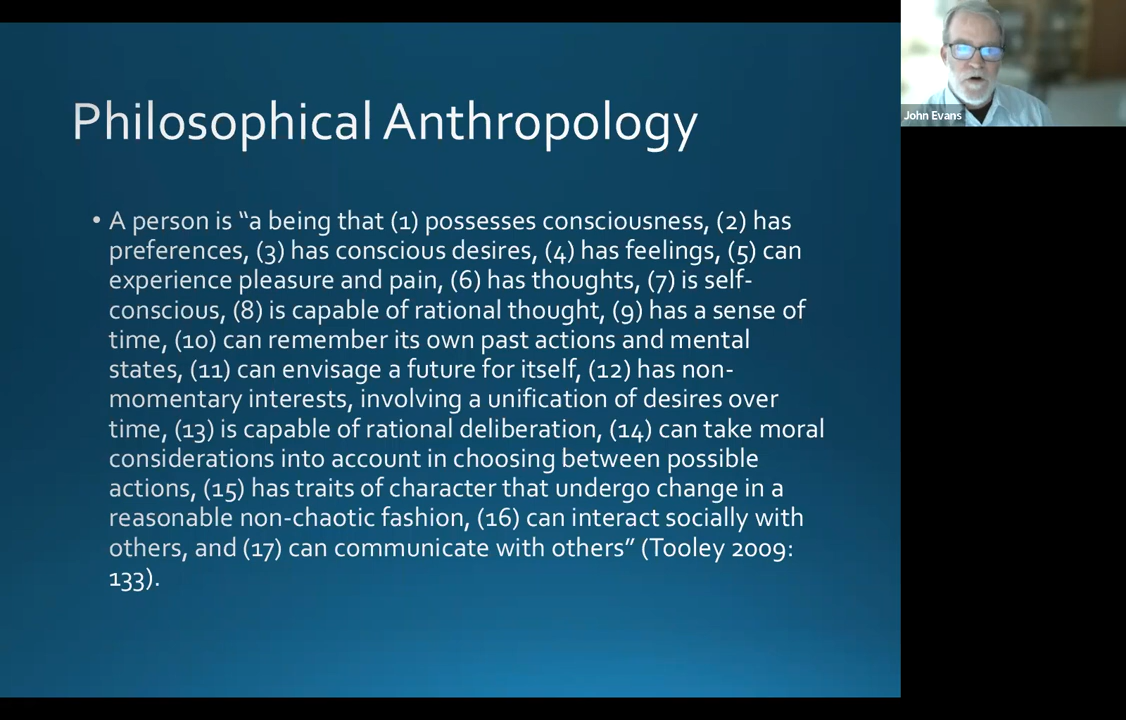 Philosophical Anthropology
• A person is “a being that (1) possesses consciousness, (2) has
preferences, (3) has conscious desires, (4) has feelings, (5) can
experience pleasure and pain, (6) has thoughts, (7) is self-
conscious, (8) is capable of rational thought, (9) has a sense of
time, (10) can remember its own past actions and mental
states, (11) can envisage a future for itself, (12) has non-
momentary interests, involving a unification of desires over
time, (13) is capable of rational deliberation, (14) can take moral
considerations into account in choosing between possible
actions, (15) has traits of character that undergo change in a
reasonable non-chaotic fashion, (16) can interact socially with
others, and (17) can communicate with others” (Tooley 2009:
133).
John Evans